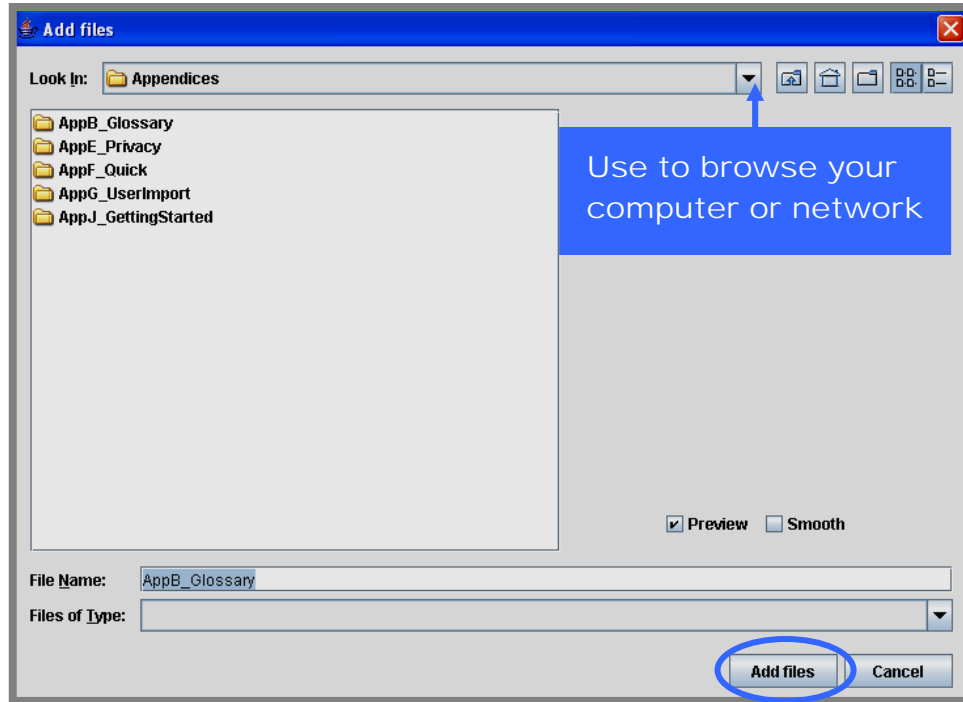 Add files
Look In: Appendices
AppB_Glossary
AppE_Privacy
AppF_Quick
AppG_UserImport
AppJ_GettingStarted
Use to browse your
computer or network
Preview Smooth
File Name: AppB_Glossary
Files of Type:
Add files Cancel